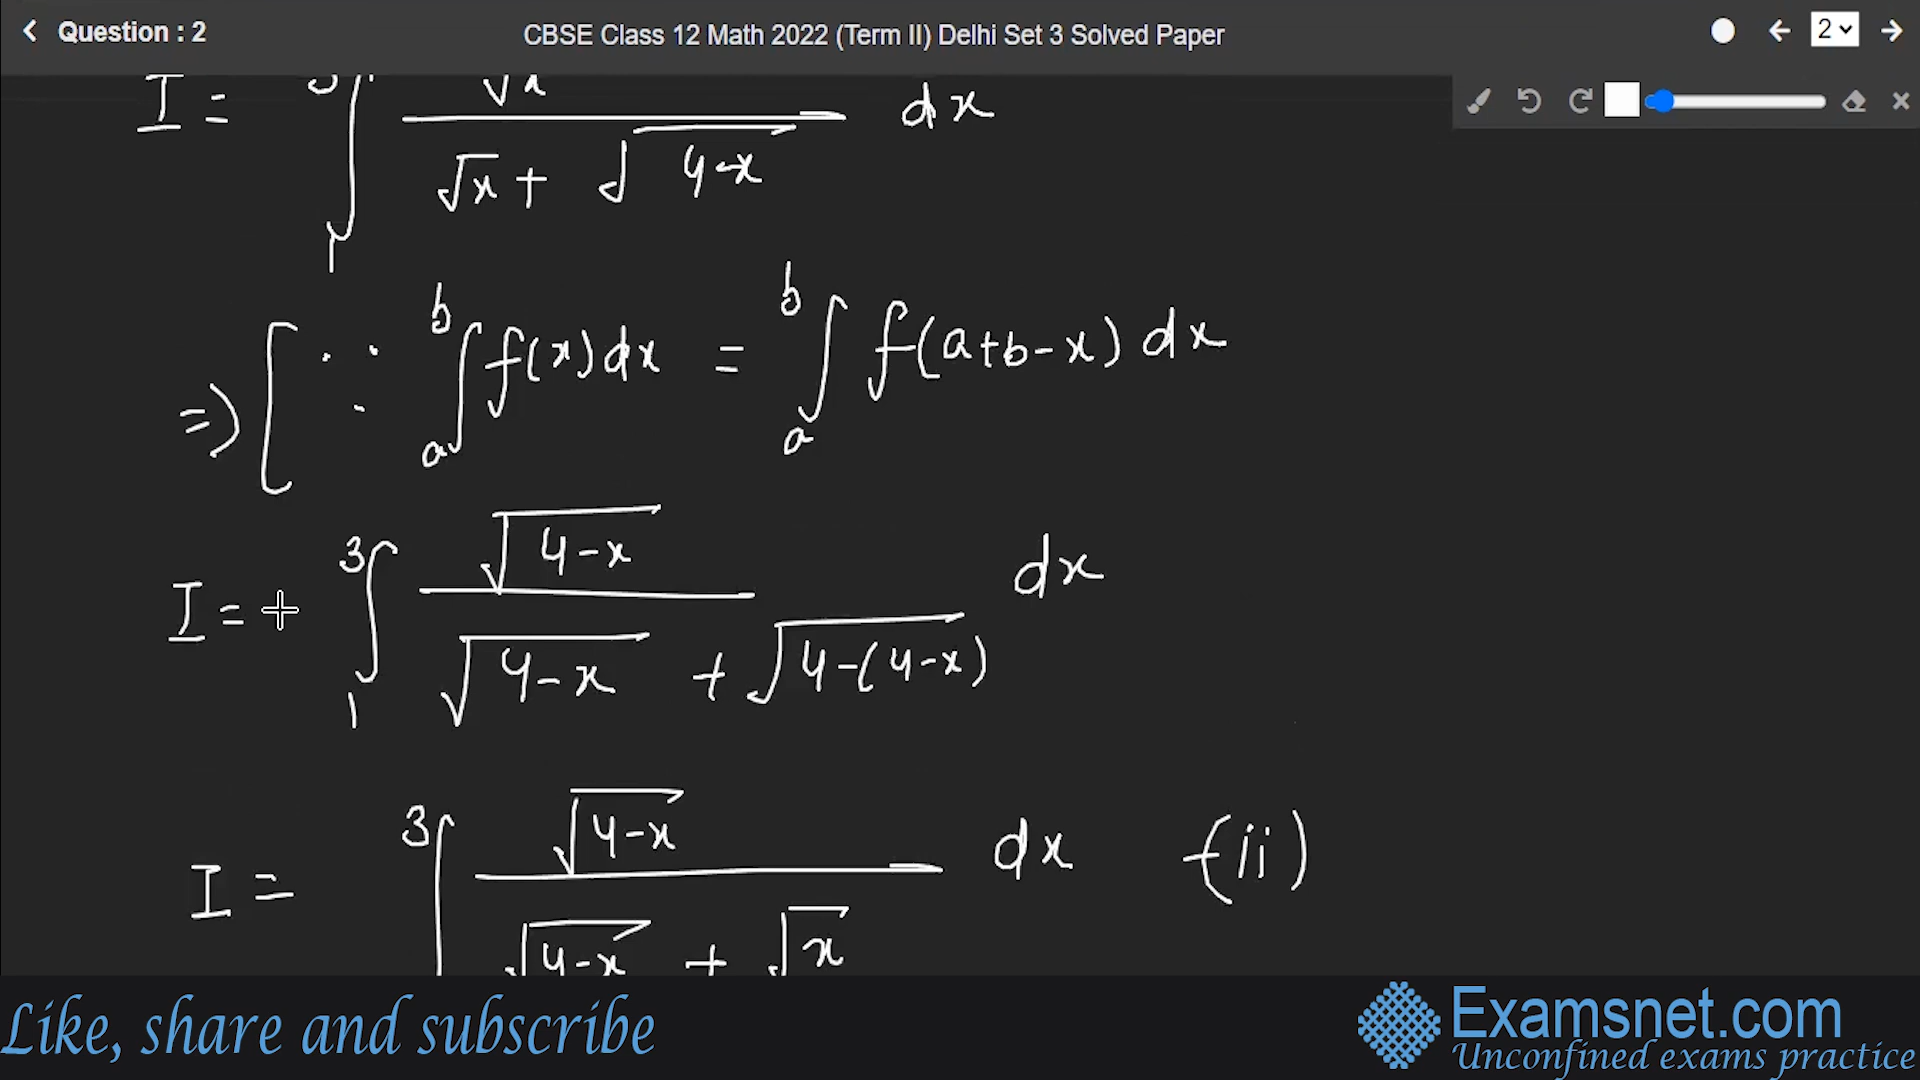 Question : 2
CBSE Class 12 Math 2022 (Term II) Delhi Set 3 Solved Paper
2
I = ∫₁³ √x / (√x + √(4-x)) dx
=> [ ∵ ∫ₐᵇ f(x) dx = ∫ₐᵇ f(a+b-x) dx
I = ∫₁³ √(4-x) / (√(4-x) + √(4-(4-x))) dx
I = ∫³ √(4-x) / (√(4-x) + √x) dx -(ii)
Like, share and subscribe
Examsnet.com
Unconfined exams practice